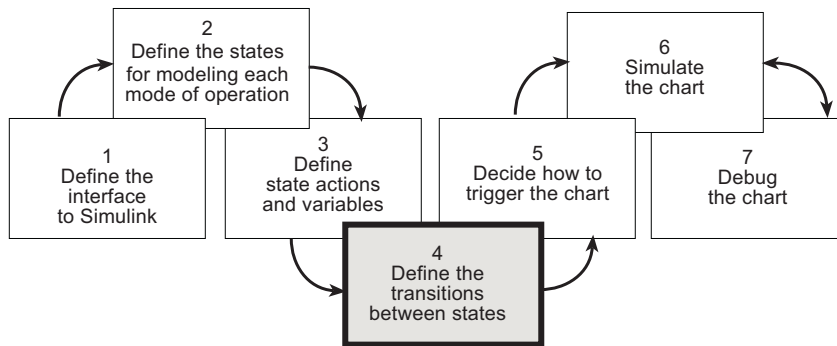 1
Define the
interface
to Simulink
2
Define the states
for modeling each
mode of operation
3
Define
state actions
and variables
4
Define the
transitions
between states
5
Decide how to
trigger the chart
6
Simulate
the chart
7
Debug
the chart